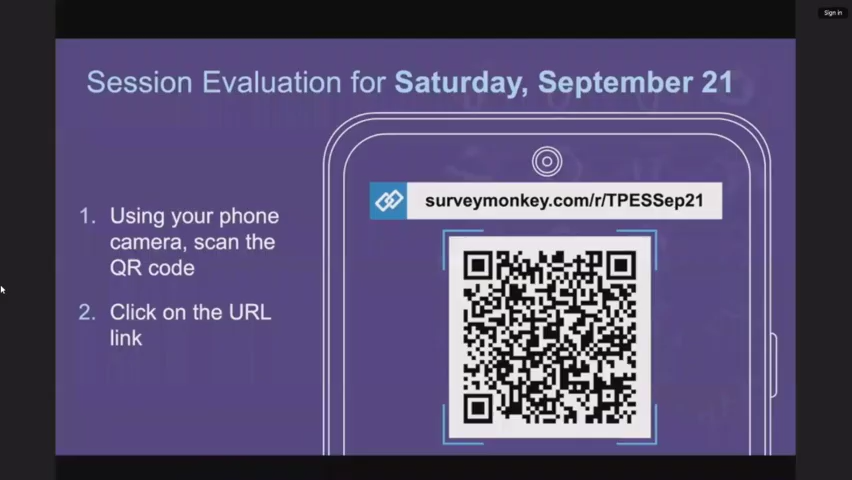 Sign in
Session Evaluation for Saturday, September 21
surveymonkey.com/r/TPESSep21
1. Using your phone
camera, scan the
QR code
2. Click on the URL
link